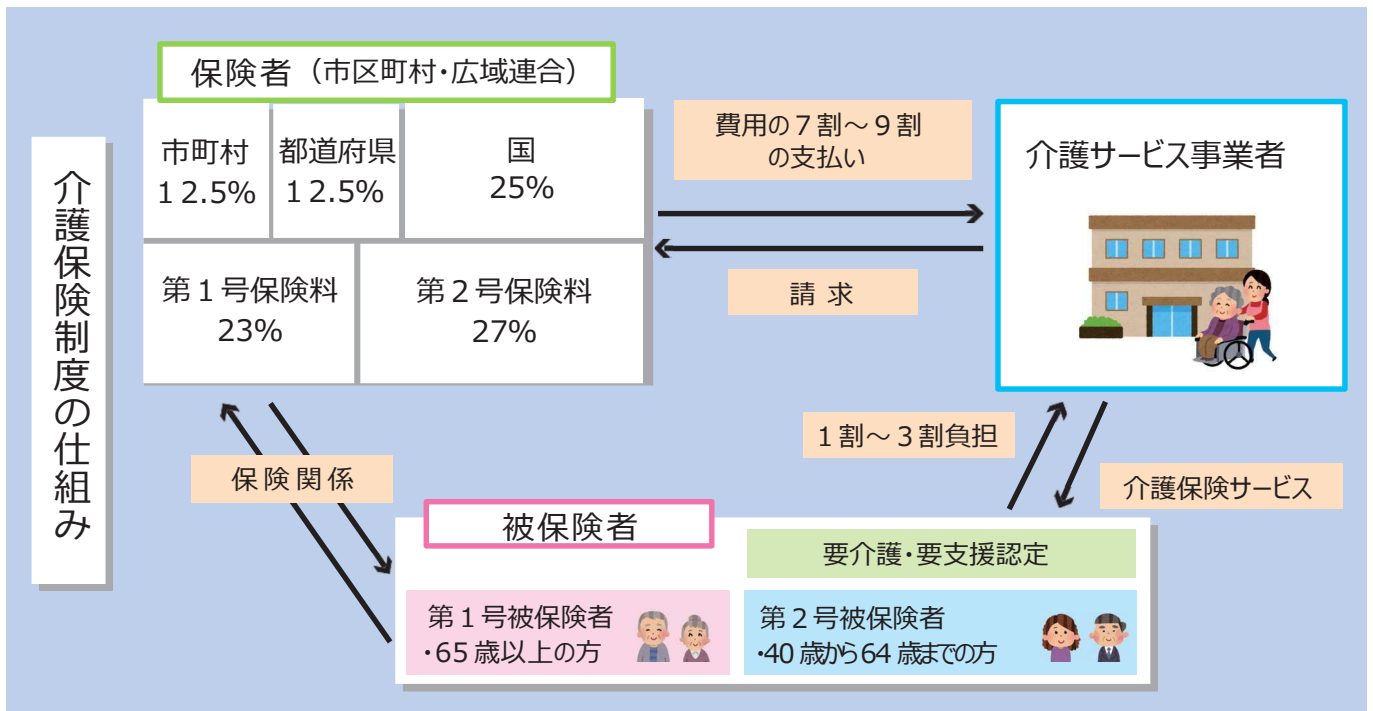 介護保険制度の仕組み
保険者（市区町村・広域連合）
市町村
１２.5%
都道府県
１２.5%
国
25%
第１号保険料
23%
第２号保険料
27%
費用の７割～９割
の支払い
請 求
介護サービス事業者
保 険 関 係
１割～３割負担
介護保険サービス
被保険者
要介護・要支援認定
第１号被保険者
・65 歳以上の方
第２号被保険者
・40 歳から 64 歳までの方